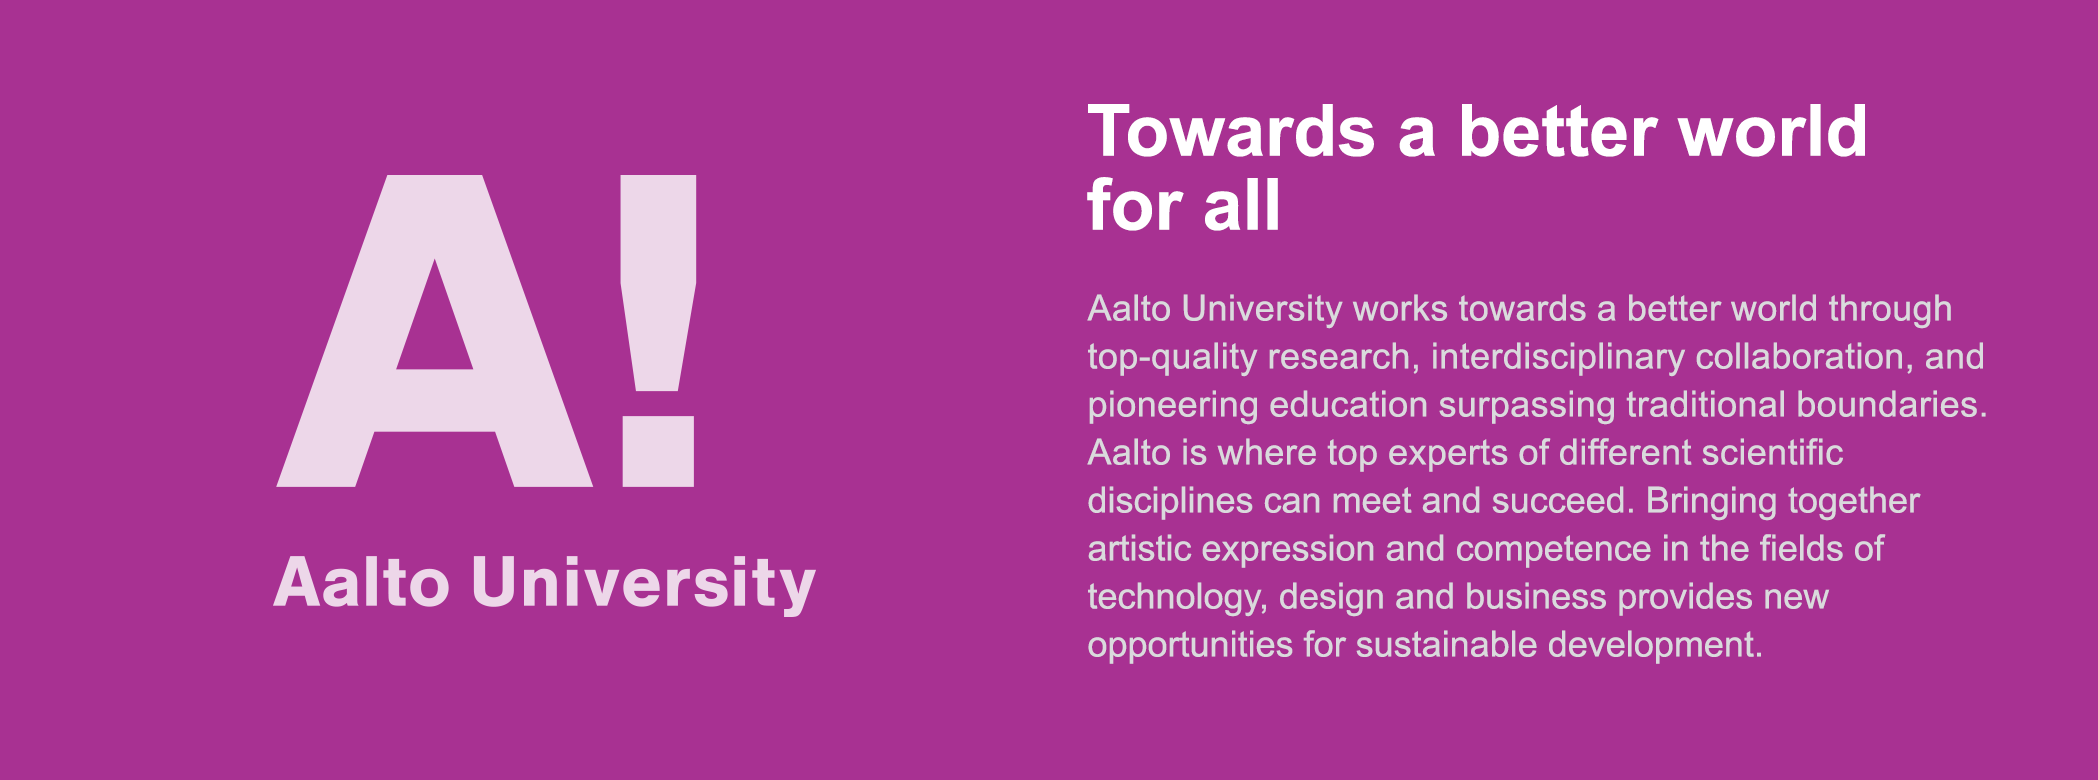 A!
Aalto University
Towards a better world
for all
Aalto University works towards a better world through
top-quality research, interdisciplinary collaboration, and
pioneering education surpassing traditional boundaries.
Aalto is where top experts of different scientific
disciplines can meet and succeed. Bringing together
artistic expression and competence in the fields of
technology, design and business provides new
opportunities for sustainable development.